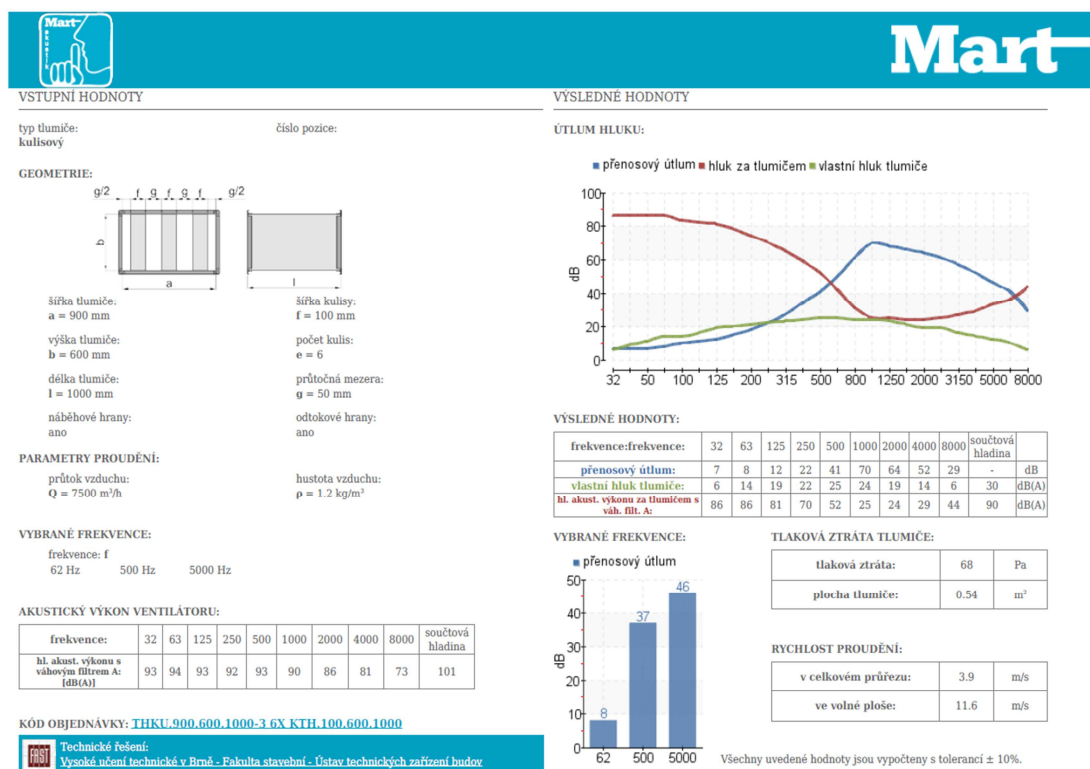 Mart
akustik
Mart
VSTUPNÍ HODNOTY
typ tlumiče:
kulisový
číslo pozice:
GEOMETRIE:
g/2 f g f g f g/2
b
a
l
šířka tlumiče:
a = 900 mm
šířka kulisy:
f = 100 mm
výška tlumiče:
b = 600 mm
počet kulis:
e = 6
délka tlumiče:
l = 1000 mm
průtočná mezera:
g = 50 mm
náběhové hrany:
ano
odtokové hrany:
ano
PARAMETRY PROUDĚNÍ:
průtok vzduchu:
Q = 7500 m³/h
hustota vzduchu:
ρ = 1.2 kg/m³
VYBRANÉ FREKVENCE:
frekvence: f
62 Hz 500 Hz 5000 Hz
AKUSTICKÝ VÝKON VENTILÁTORU:
frekvence: 32 63 125 250 500 1000 2000 4000 8000 součtová hladina
hl. akust. výkonu s váhovým filtrem A: [dB(A)] 93 94 93 92 93 90 86 81 73 101
KÓD OBJEDNÁVKY: THKU.900.600.1000-3 6X KTH.100.600.1000
FAST
Technické řešení:
Vysoké učení technické v Brně - Fakulta stavební - Ústav technických zařízení budov
VÝSLEDNÉ HODNOTY
ÚTLUM HLUKU:
přenosový útlum hluk za tlumičem vlastní hluk tlumiče
100
80
60
40
20
0
dB
32 50 100 125 200 315 500 800 1250 2000 3150 5000 8000
VÝSLEDNÉ HODNOTY:
frekvence:frekvence: 32 63 125 250 500 1000 2000 4000 8000 součtová hladina
přenosový útlum: 7 8 12 22 41 70 64 52 29 - dB
vlastní hluk tlumiče: 6 14 19 22 25 24 19 14 6 30 dB(A)
hl. akust. výkonu za tlumičem s váh. filt. A: 86 86 81 70 52 25 24 29 44 90 dB(A)
VYBRANÉ FREKVENCE:
přenosový útlum
50
40
30
20
10
0
dB
8 37 46
62 500 5000
TLAKOVÁ ZTRÁTA TLUMIČE:
tlaková ztráta: 68 Pa
plocha tlumiče: 0.54 m²
RYCHLOST PROUDĚNÍ:
v celkovém průřezu: 3.9 m/s
ve volné ploše: 11.6 m/s
Všechny uvedené hodnoty jsou vypočteny s tolerancí ± 10%.